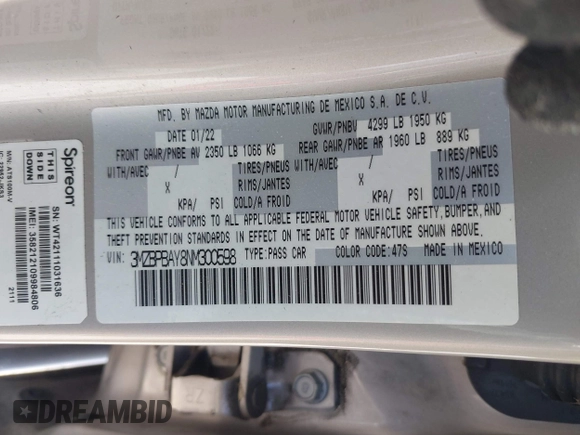 MFD. BY MAZDA MOTOR MANUFACTURING DE MEXICO S.A. DE C.V.
DATE 01/22
GVWR/PNBV 4299 LB 1950 KG
FRONT GAWR/PNBE AV 2350 LB 1066 KG
REAR GAWR/PNBE AR 1960 LB 889 KG
WITH/AVEC / TIRES/PNEUS
WITH/AVEC / TIRES/PNEUS
X RIMS/JANTES
X RIMS/JANTES
KPA/ PSI / COLD/A FROID
KPA/ PSI / COLD/A FROID
THIS VEHICLE CONFORMS TO ALL APPLICABLE FEDERAL MOTOR VEHICLE SAFETY, BUMPER, AND
THEFT PREVENTION STANDARDS IN EFFECT ON THE DATE OF MANUFACTURE SHOWN ABOVE.
VIN: 3MZBPBAY8NM300598 TYPE: PASS CAR COLOR CODE: 47S MADE IN MEXICO
Spireon
THIS
SIDE
DOWN
SN: WT42111031636
IMEI: 358212109984806
2111
DREAMBID